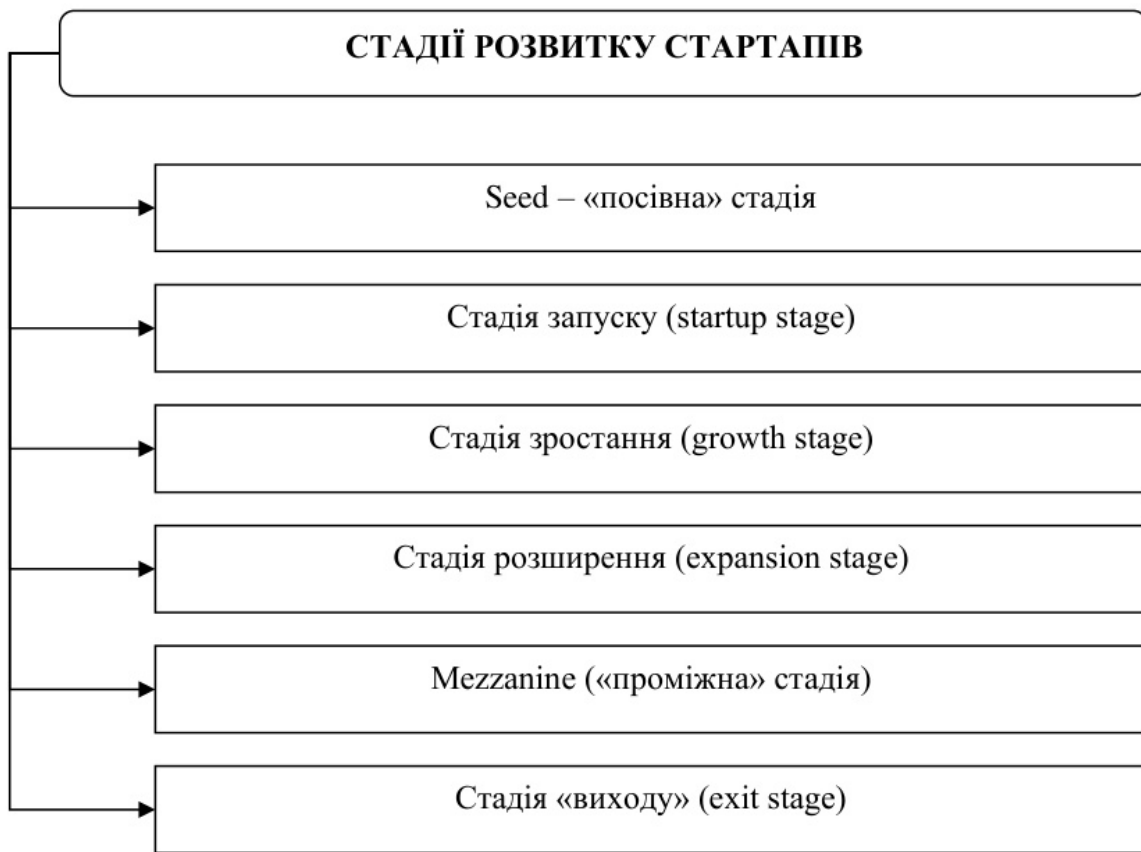 СТАДІЇ РОЗВИТКУ СТАРТАПІВ
Seed – «посівна» стадія
Стадія запуску (startup stage)
Стадія зростання (growth stage)
Стадія розширення (expansion stage)
Mezzanine («проміжна» стадія)
Стадія «виходу» (exit stage)